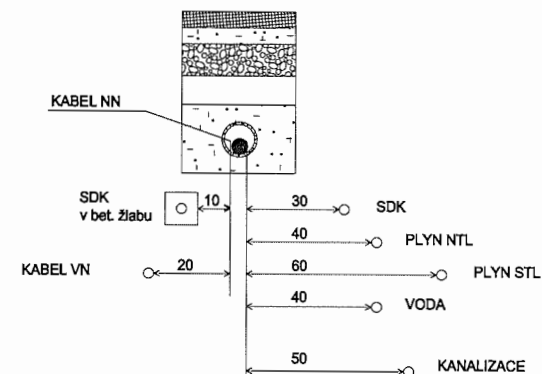 KABEL NN
SDK
v bet. žlabu
10
30
SDK
40
PLYN NTL
KABEL VN
20
60
PLYN STL
40
VODA
50
KANALIZACE